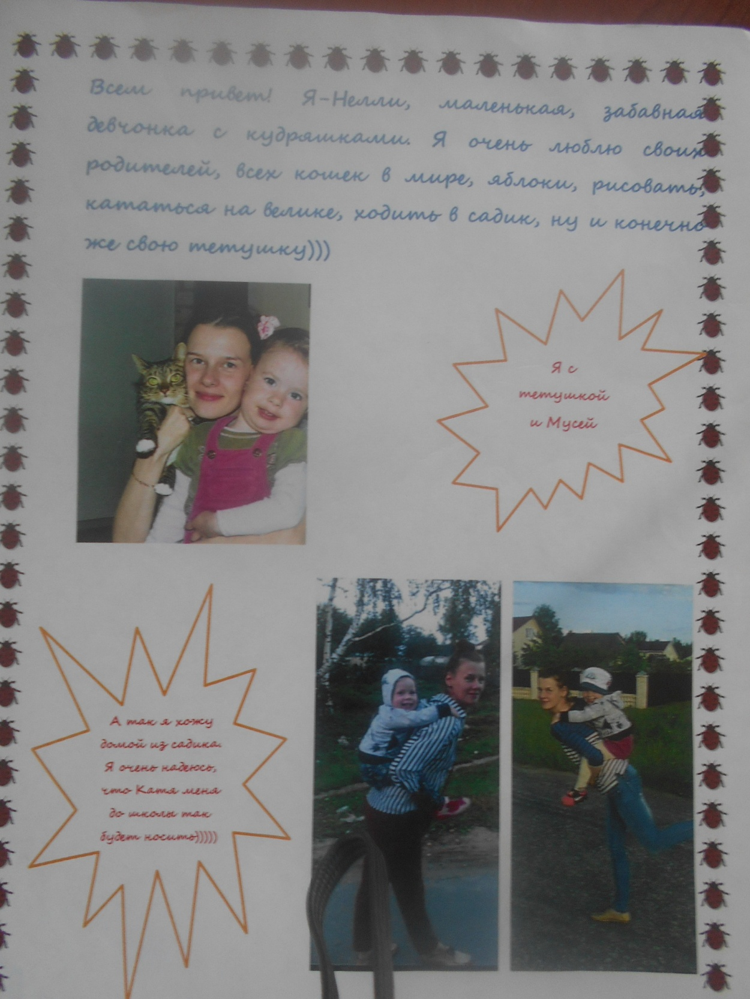 Всем привет! Я-Нелли, маленькая, забавная
девчонка с кудряшками. Я очень люблю своих
родителей, всех кошек в мире, яблоки, рисовать,
кататься на велике, ходить в садик, ну и конечно
же свою тетушку)))
Я с
тетушкой
и Мусей
А так я хожу
домой из садика.
Я очень надеюсь,
что Катя меня
до школы так
будет носить)))))